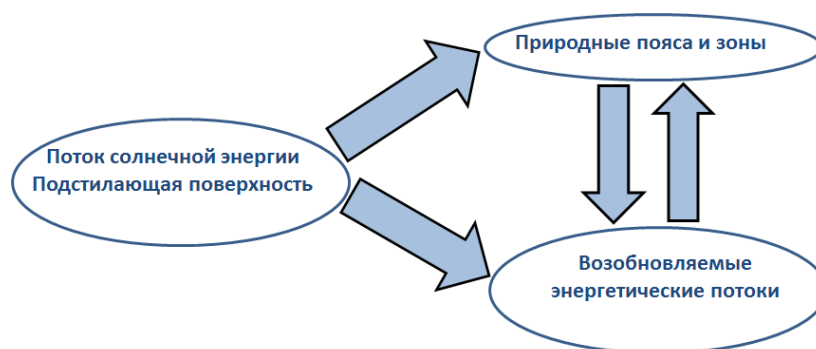 Природные пояса и зоны
Поток солнечной энергии
Подстилающая поверхность
Возобновляемые
энергетические потоки